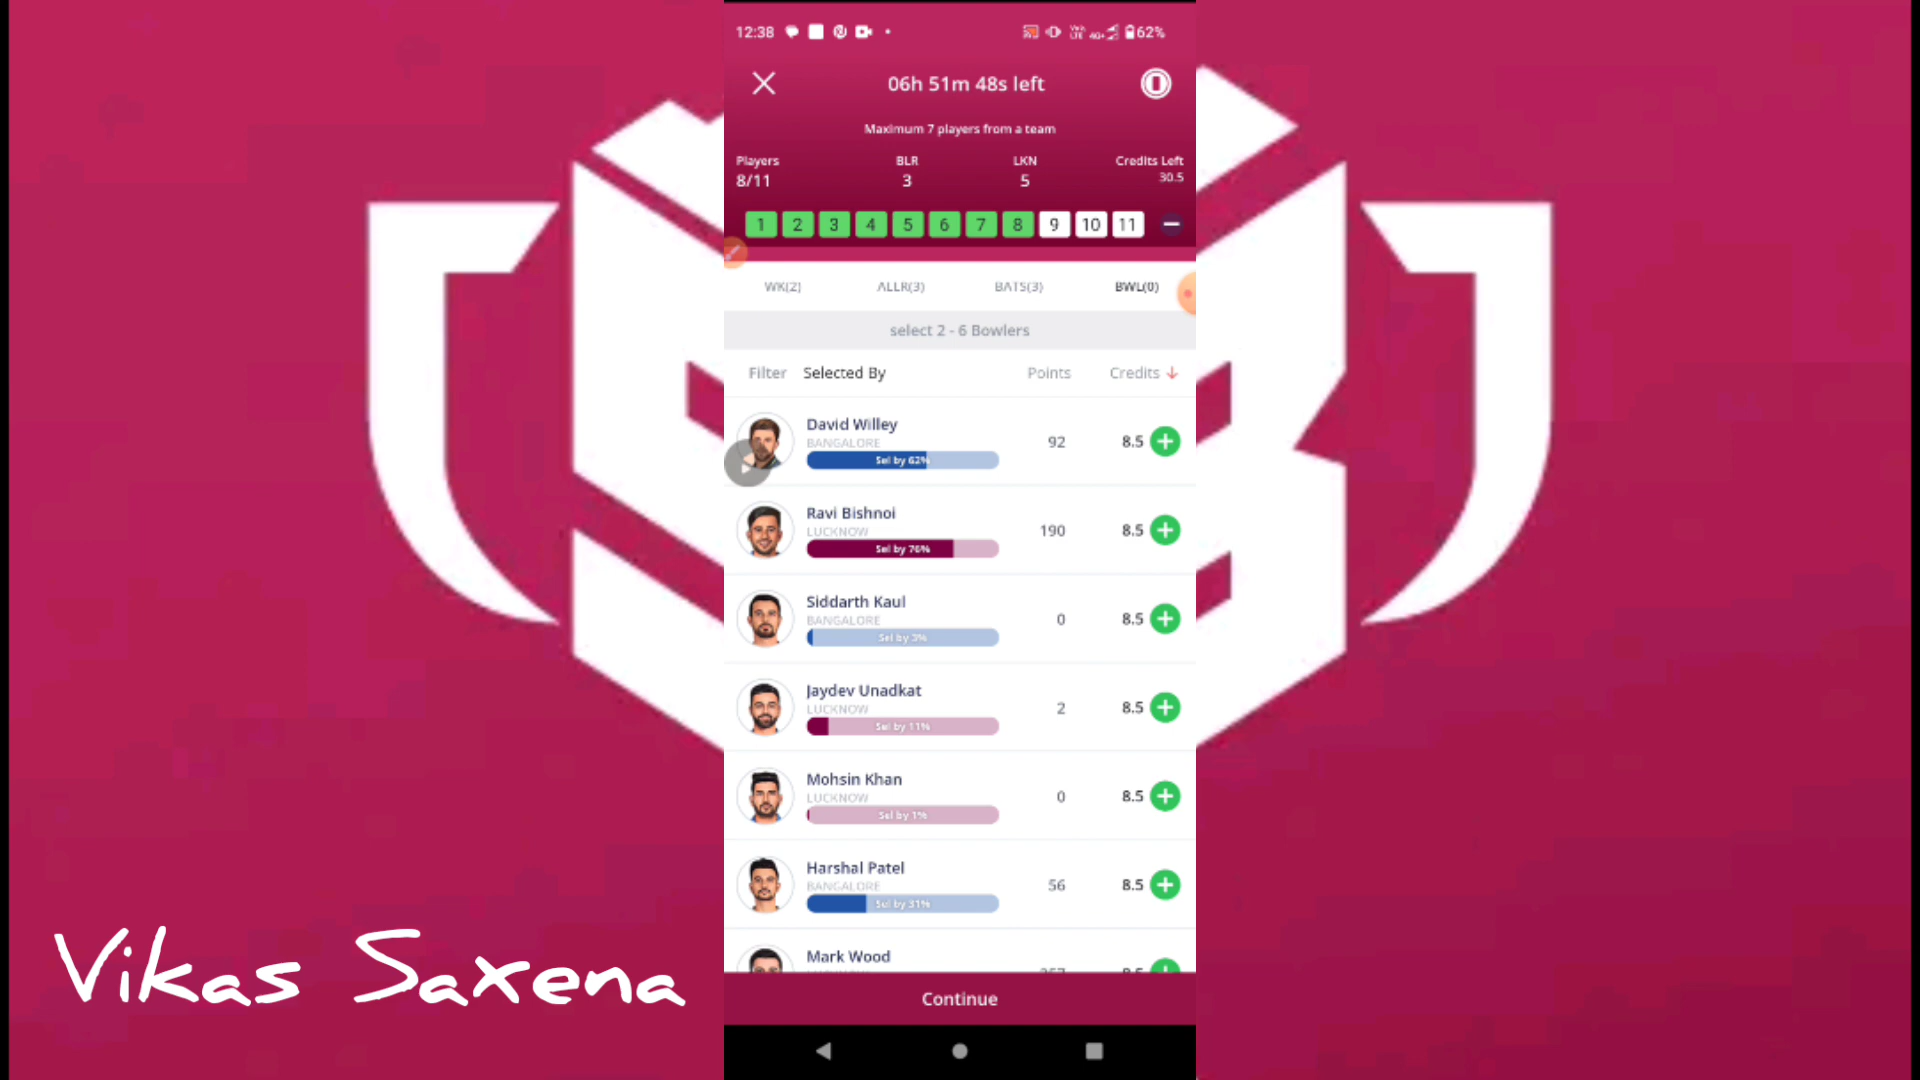 12:38
VoLTE 4G+ 62%
06h 51m 48s left
Maximum 7 players from a team
Players BLR LKN Credits Left
8/11 3 5 30.5
1 2 3 4 5 6 7 8 9 10 11
WK(2) ALLR(3) BATS(3) BWL(0)
select 2 - 6 Bowlers
Filter Selected By Points Credits
David Willey
BANGALORE
Sel by 62%
92 8.5
Ravi Bishnoi
LUCKNOW
Sel by 76%
190 8.5
Siddarth Kaul
BANGALORE
Sel by 3%
0 8.5
Jaydev Unadkat
LUCKNOW
Sel by 11%
2 8.5
Mohsin Khan
LUCKNOW
Sel by 1%
0 8.5
Harshal Patel
BANGALORE
Sel by 31%
56 8.5
Mark Wood
Continue
Vikas Saxena